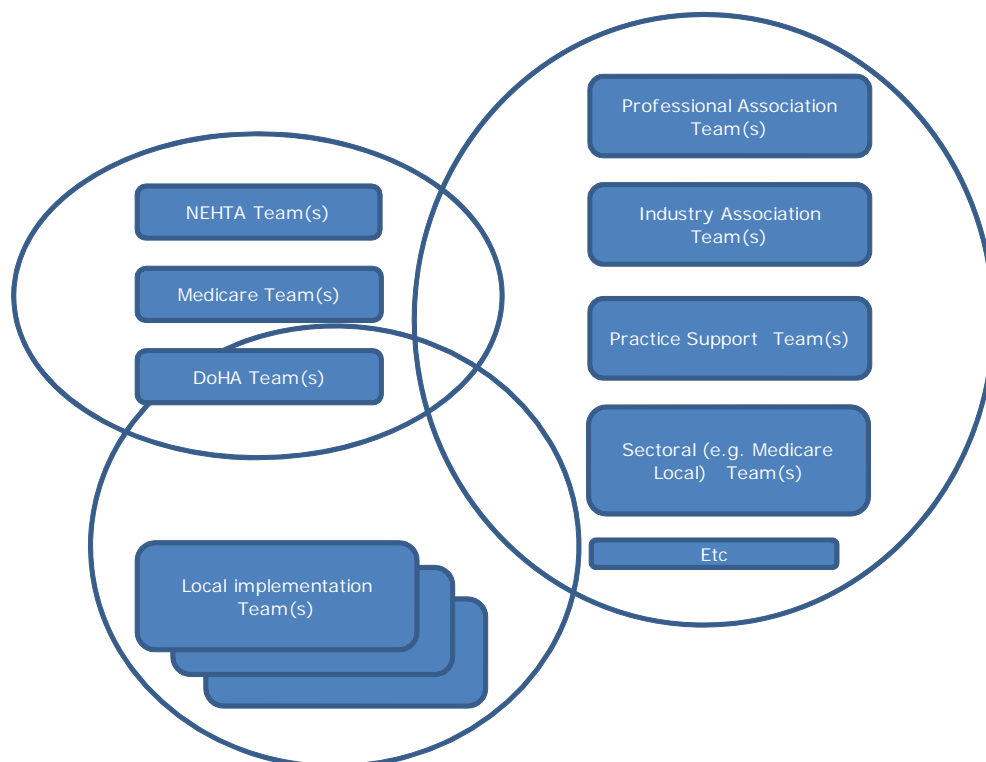 Professional Association
Team(s)
NEHTA Team(s)
Industry Association
Team(s)
Medicare Team(s)
Practice Support Team(s)
DoHA Team(s)
Sectoral (e.g. Medicare
Local) Team(s)
Etc
Local implementation
Team(s)